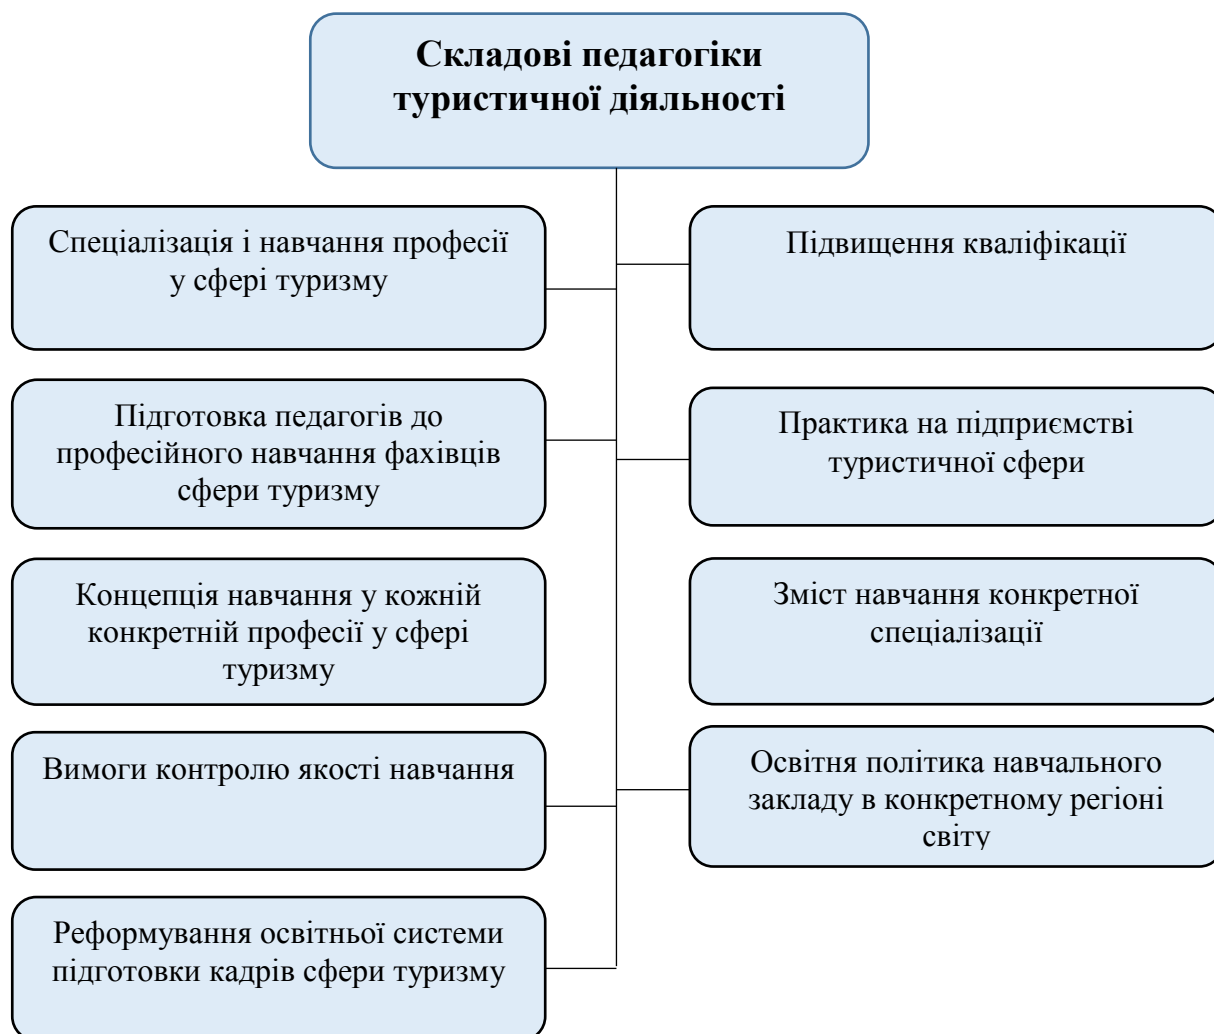 Складові педагогіки
туристичної діяльності
Спеціалізація і навчання професії
у сфері туризму
Підвищення кваліфікації
Підготовка педагогів до
професійного навчання фахівців
сфери туризму
Практика на підприємстві
туристичної сфери
Концепція навчання у кожній
конкретній професії у сфері
туризму
Зміст навчання конкретної
спеціалізації
Вимоги контролю якості навчання
Освітня політика навчального
закладу в конкретному регіоні
світу
Реформування освітньої системи
підготовки кадрів сфери туризму